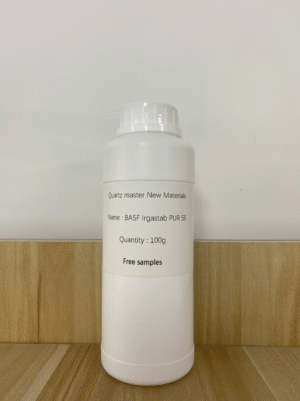 Quartz master New Materials
Name : BASF Irgastab PUR 55
Quantity : 100g
Free samples